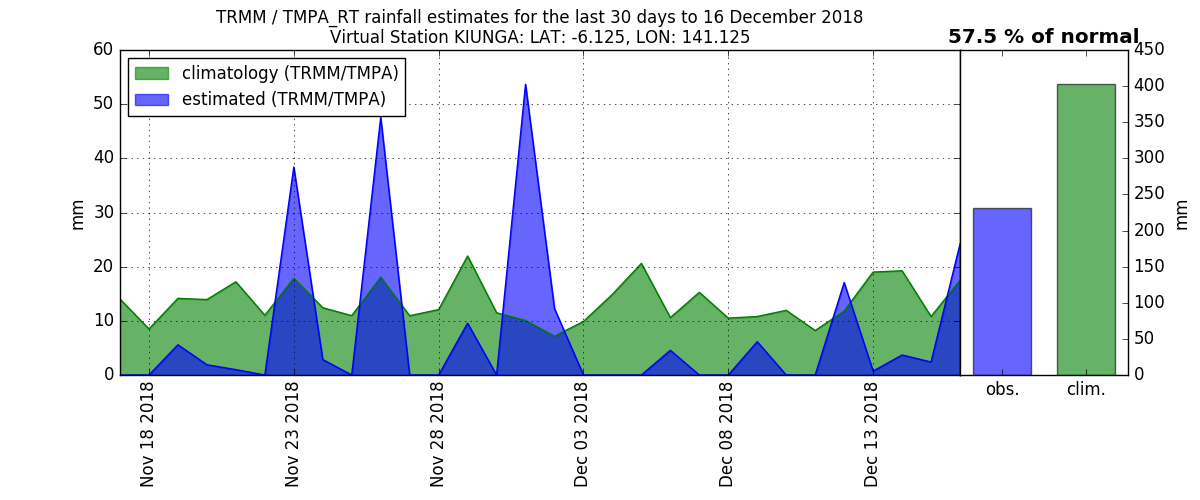 TRMM / TMPA_RT rainfall estimates for the last 30 days to 16 December 2018
Virtual Station KIUNGA: LAT: -6.125, LON: 141.125
57.5 % of normal
climatology (TRMM/TMPA)
estimated (TRMM/TMPA)
60
50
40
30
20
10
0
mm
Nov 18 2018
Nov 23 2018
Nov 28 2018
Dec 03 2018
Dec 08 2018
Dec 13 2018
obs.
clim.
450
400
350
300
250
200
150
100
50
0
mm